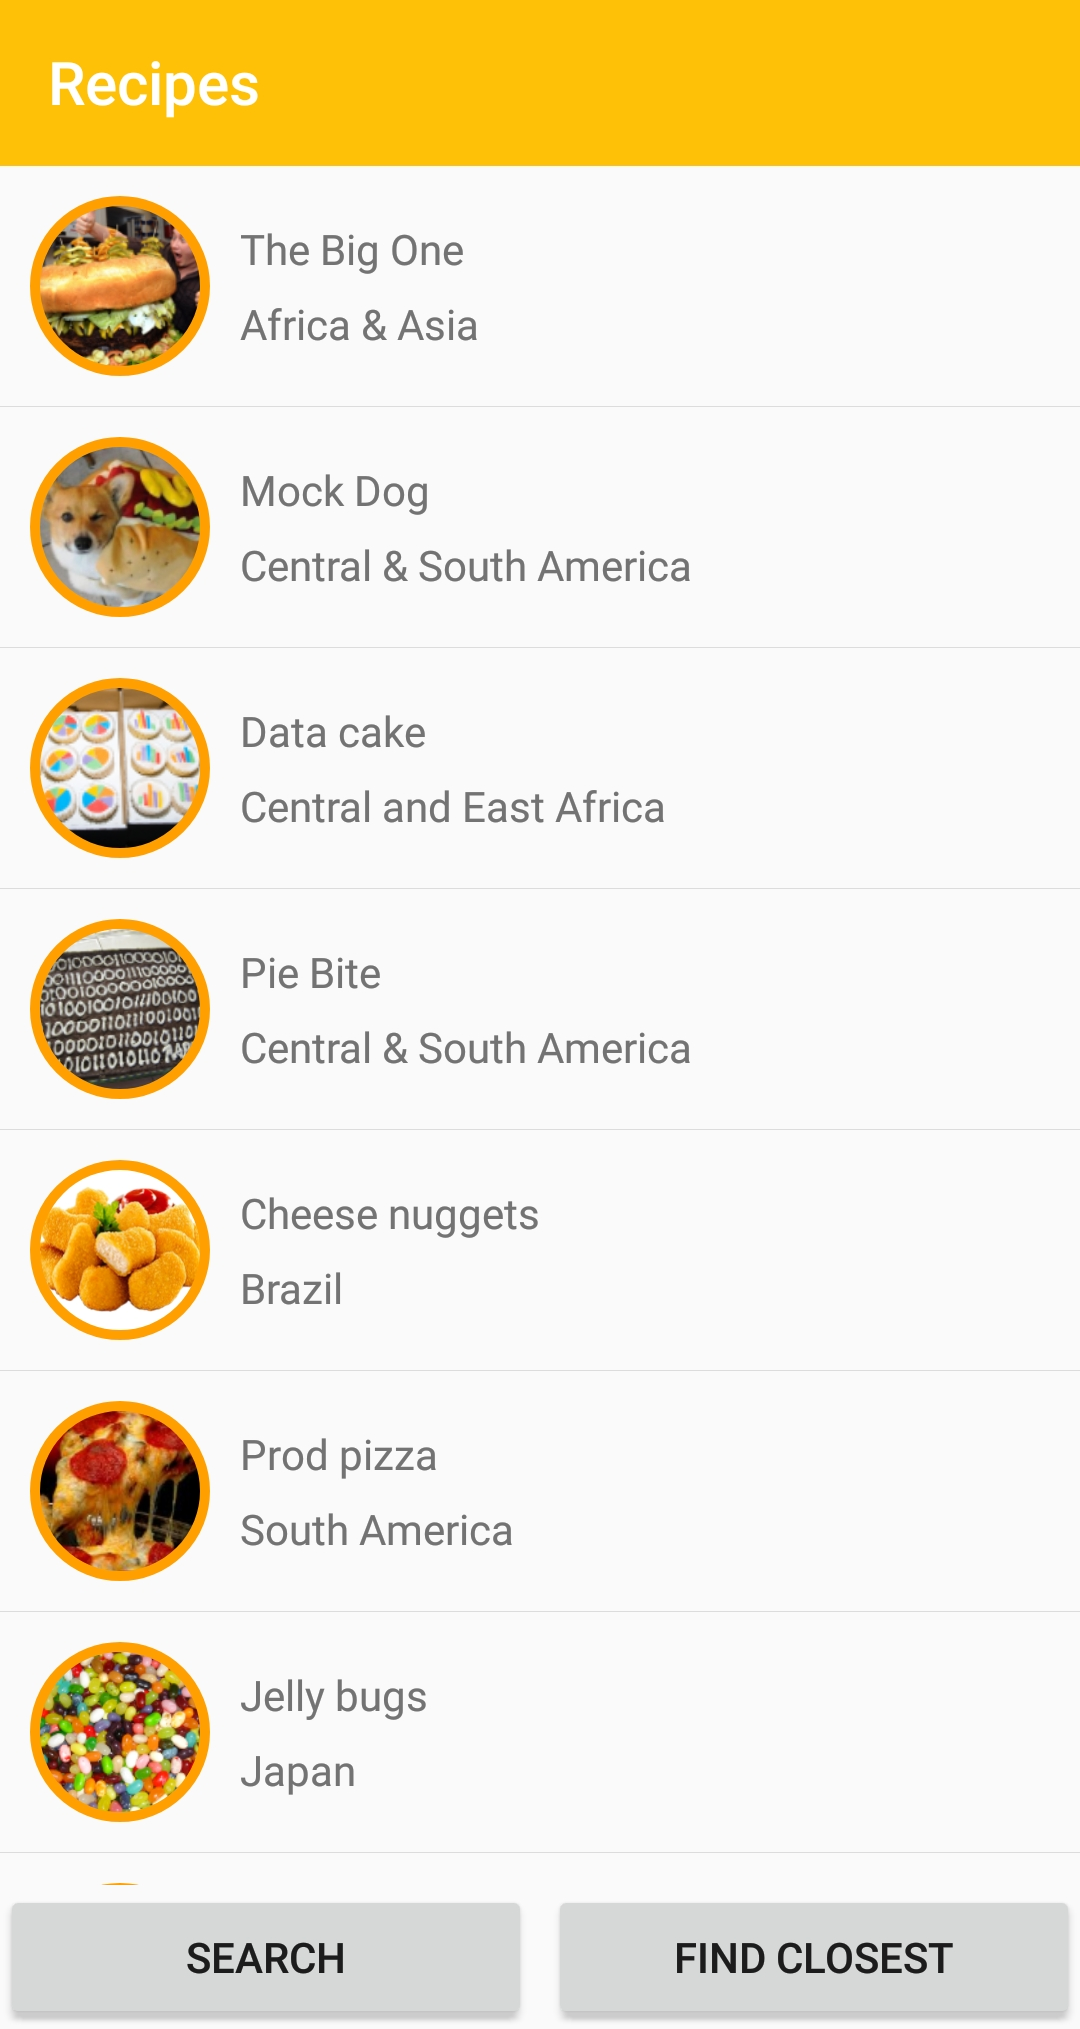 Recipes
The Big One
Africa & Asia
Mock Dog
Central & South America
Data cake
Central and East Africa
Pie Bite
Central & South America
Cheese nuggets
Brazil
Prod pizza
South America
Jelly bugs
Japan
SEARCH
FIND CLOSEST